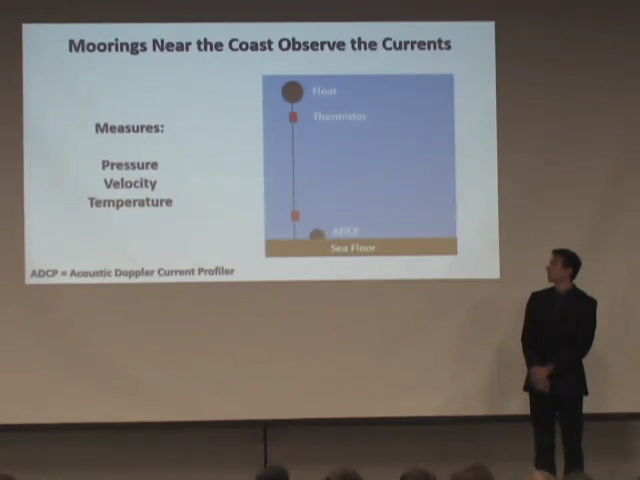 Moorings Near the Coast Observe the Currents
Float
Thermistor
Measures:
Pressure
Velocity
Temperature
ADCP
Sea Floor
ADCP = Acoustic Doppler Current Profiler